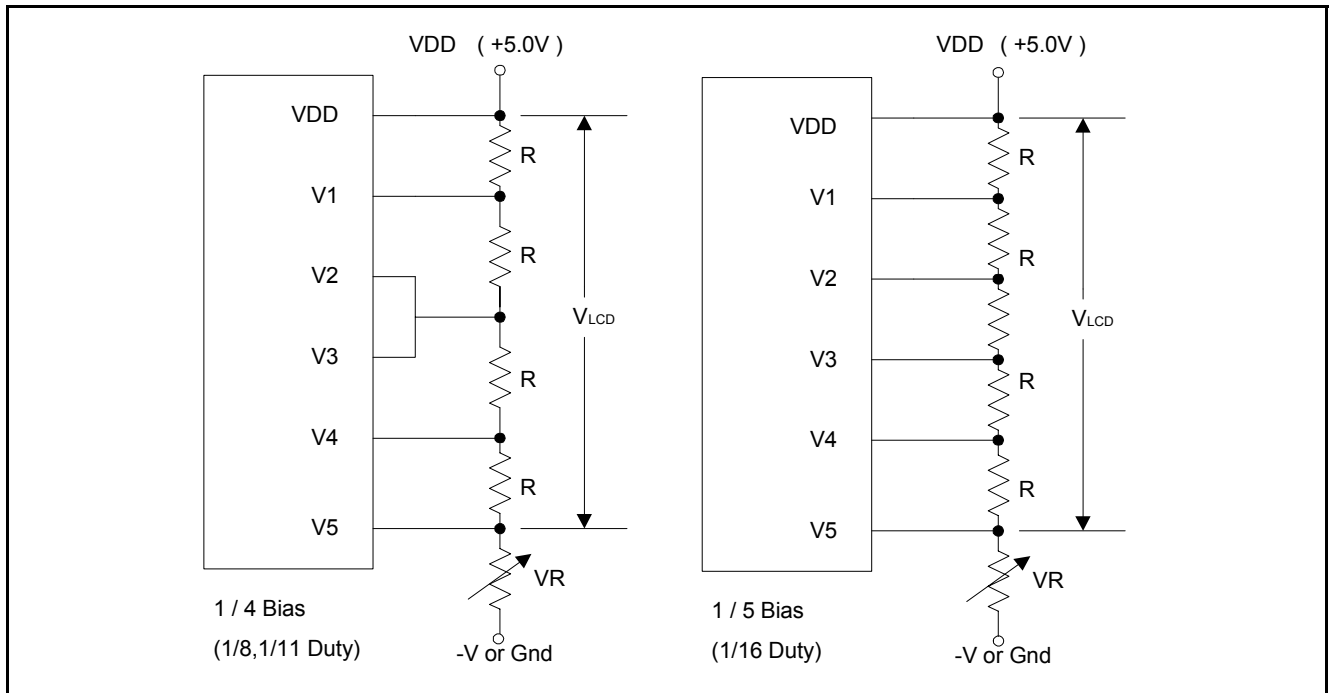 VDD ( +5.0V )
VDD
R
V1
R
V2
VLCD
V3
R
V4
R
V5
VR
1 / 4 Bias
(1/8,1/11 Duty)
-V or Gnd
VDD ( +5.0V )
VDD
R
V1
R
V2
VLCD
V3
R
V4
R
V5
VR
1 / 5 Bias
(1/16 Duty)
-V or Gnd